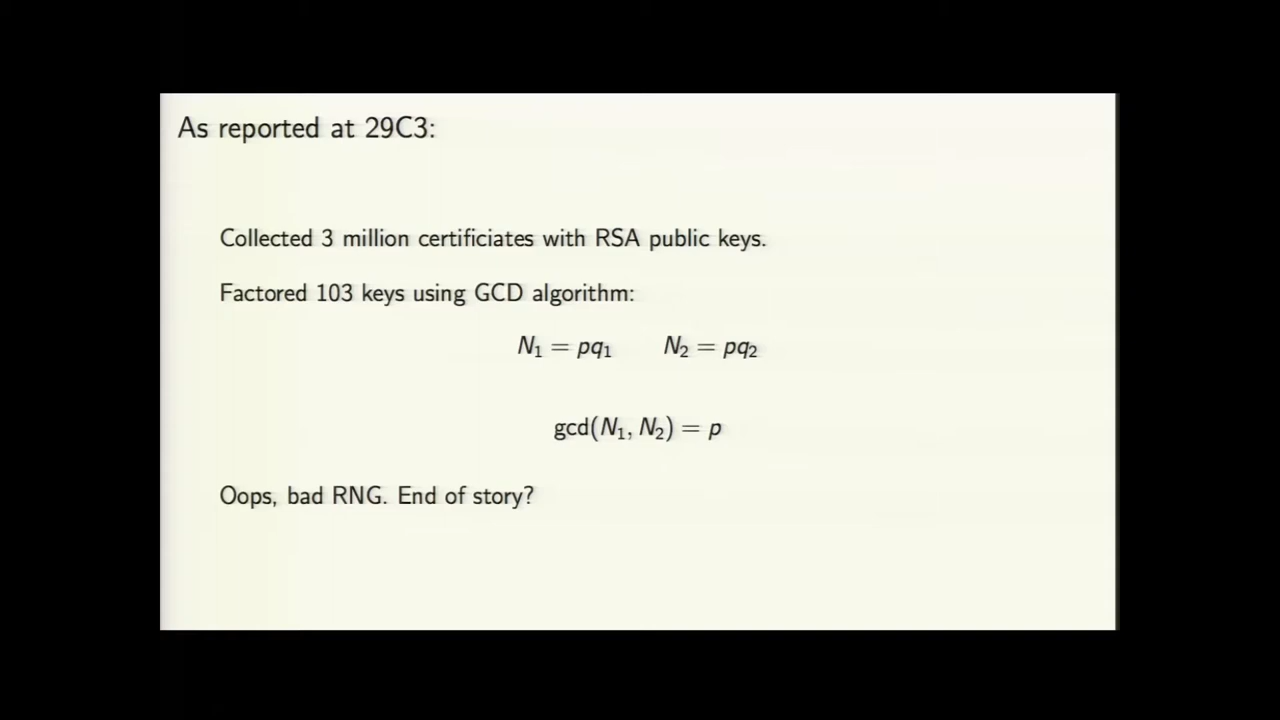 As reported at 29C3:
Collected 3 million certificiates with RSA public keys.
Factored 103 keys using GCD algorithm:
N₁ = pq₁ N₂ = pq₂
gcd(N₁, N₂) = p
Oops, bad RNG. End of story?